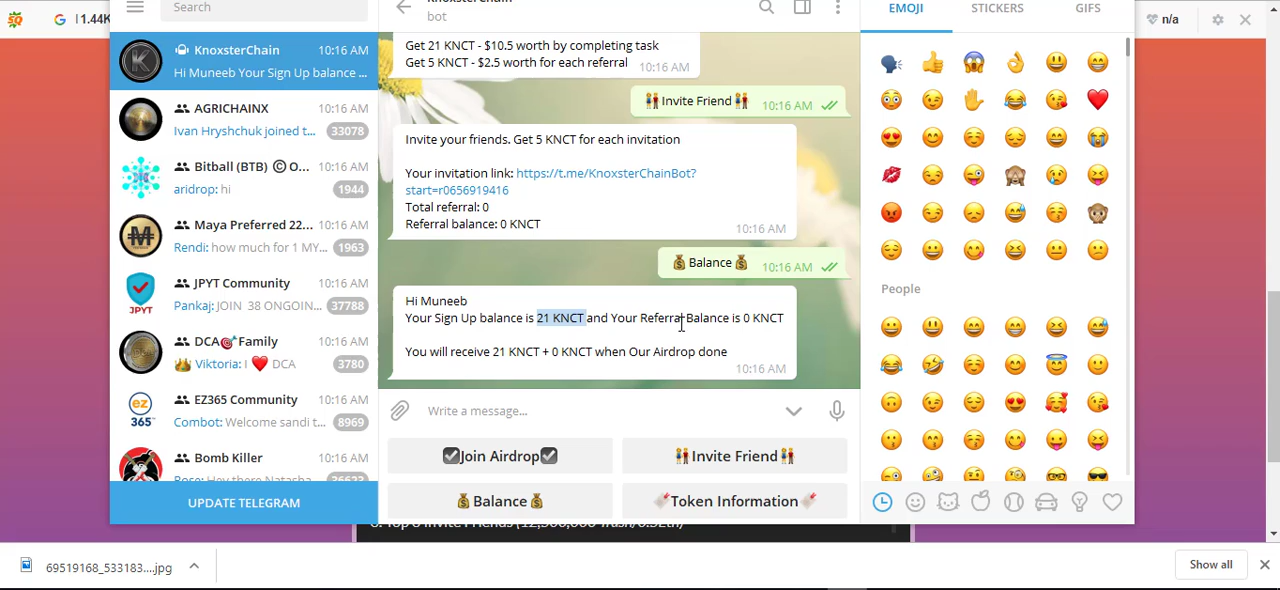 1.44K
n/a
Search
KnoxsterChain
bot
EMOJI
STICKERS
GIFS
KnoxsterChain 10:16 AM
Hi Muneeb Your Sign Up balance ...
AGRICHAINX 10:16 AM
Ivan Hryshchuk joined t... 33078
Bitball (BTB) © O... 10:16 AM
aridrop: hi 1944
Maya Preferred 22... 10:16 AM
Rendi: how much for 1 MY... 1963
JPYT Community 10:16 AM
Pankaj: JOIN 38 ONGOIN... 37788
DCA🎯Family 10:16 AM
👑 Viktoria: I ❤️ DCA 3780
EZ365 Community 10:16 AM
Combot: Welcome sandi t... 8969
Bomb Killer 10:16 AM
Rose: Hey there Natasha
UPDATE TELEGRAM
Get 21 KNCT - $10.5 worth by completing task
Get 5 KNCT - $2.5 worth for each referral 10:16 AM
👬Invite Friend👬 10:16 AM
Invite your friends. Get 5 KNCT for each invitation
Your invitation link: https://t.me/KnoxsterChainBot?
start=r0656919416
Total referral: 0
Referral balance: 0 KNCT
10:16 AM
💰Balance💰 10:16 AM
Hi Muneeb
Your Sign Up balance is 21 KNCT and Your Referral Balance is 0 KNCT
You will receive 21 KNCT + 0 KNCT when Our Airdrop done
10:16 AM
Write a message...
☑️Join Airdrop☑️
👬Invite Friend👬
💰Balance💰
Token Information
People
ez
365
JPYT
69519168_533183....jpg
Show all